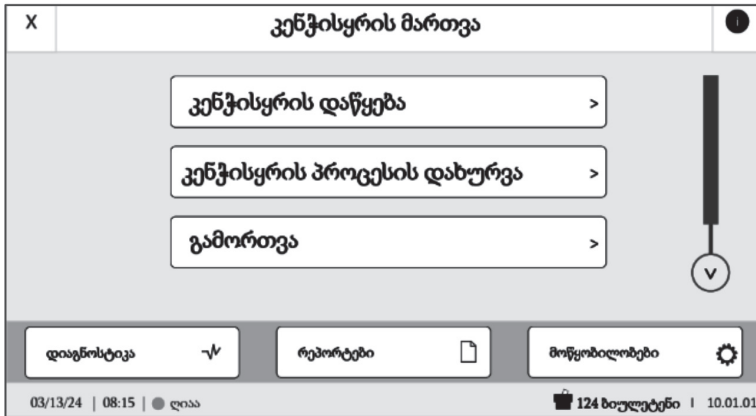 X კენჭისყრის მართვა i
კენჭისყრის დაწყება >
კენჭისყრის პროცესის დახურვა >
გამორთვა >
v
დიაგნოსტიკა რეპორტები მოწყობილობები
03/13/24 | 08:15 | ღიაა 124 ბიულეტენი | 10.01.01